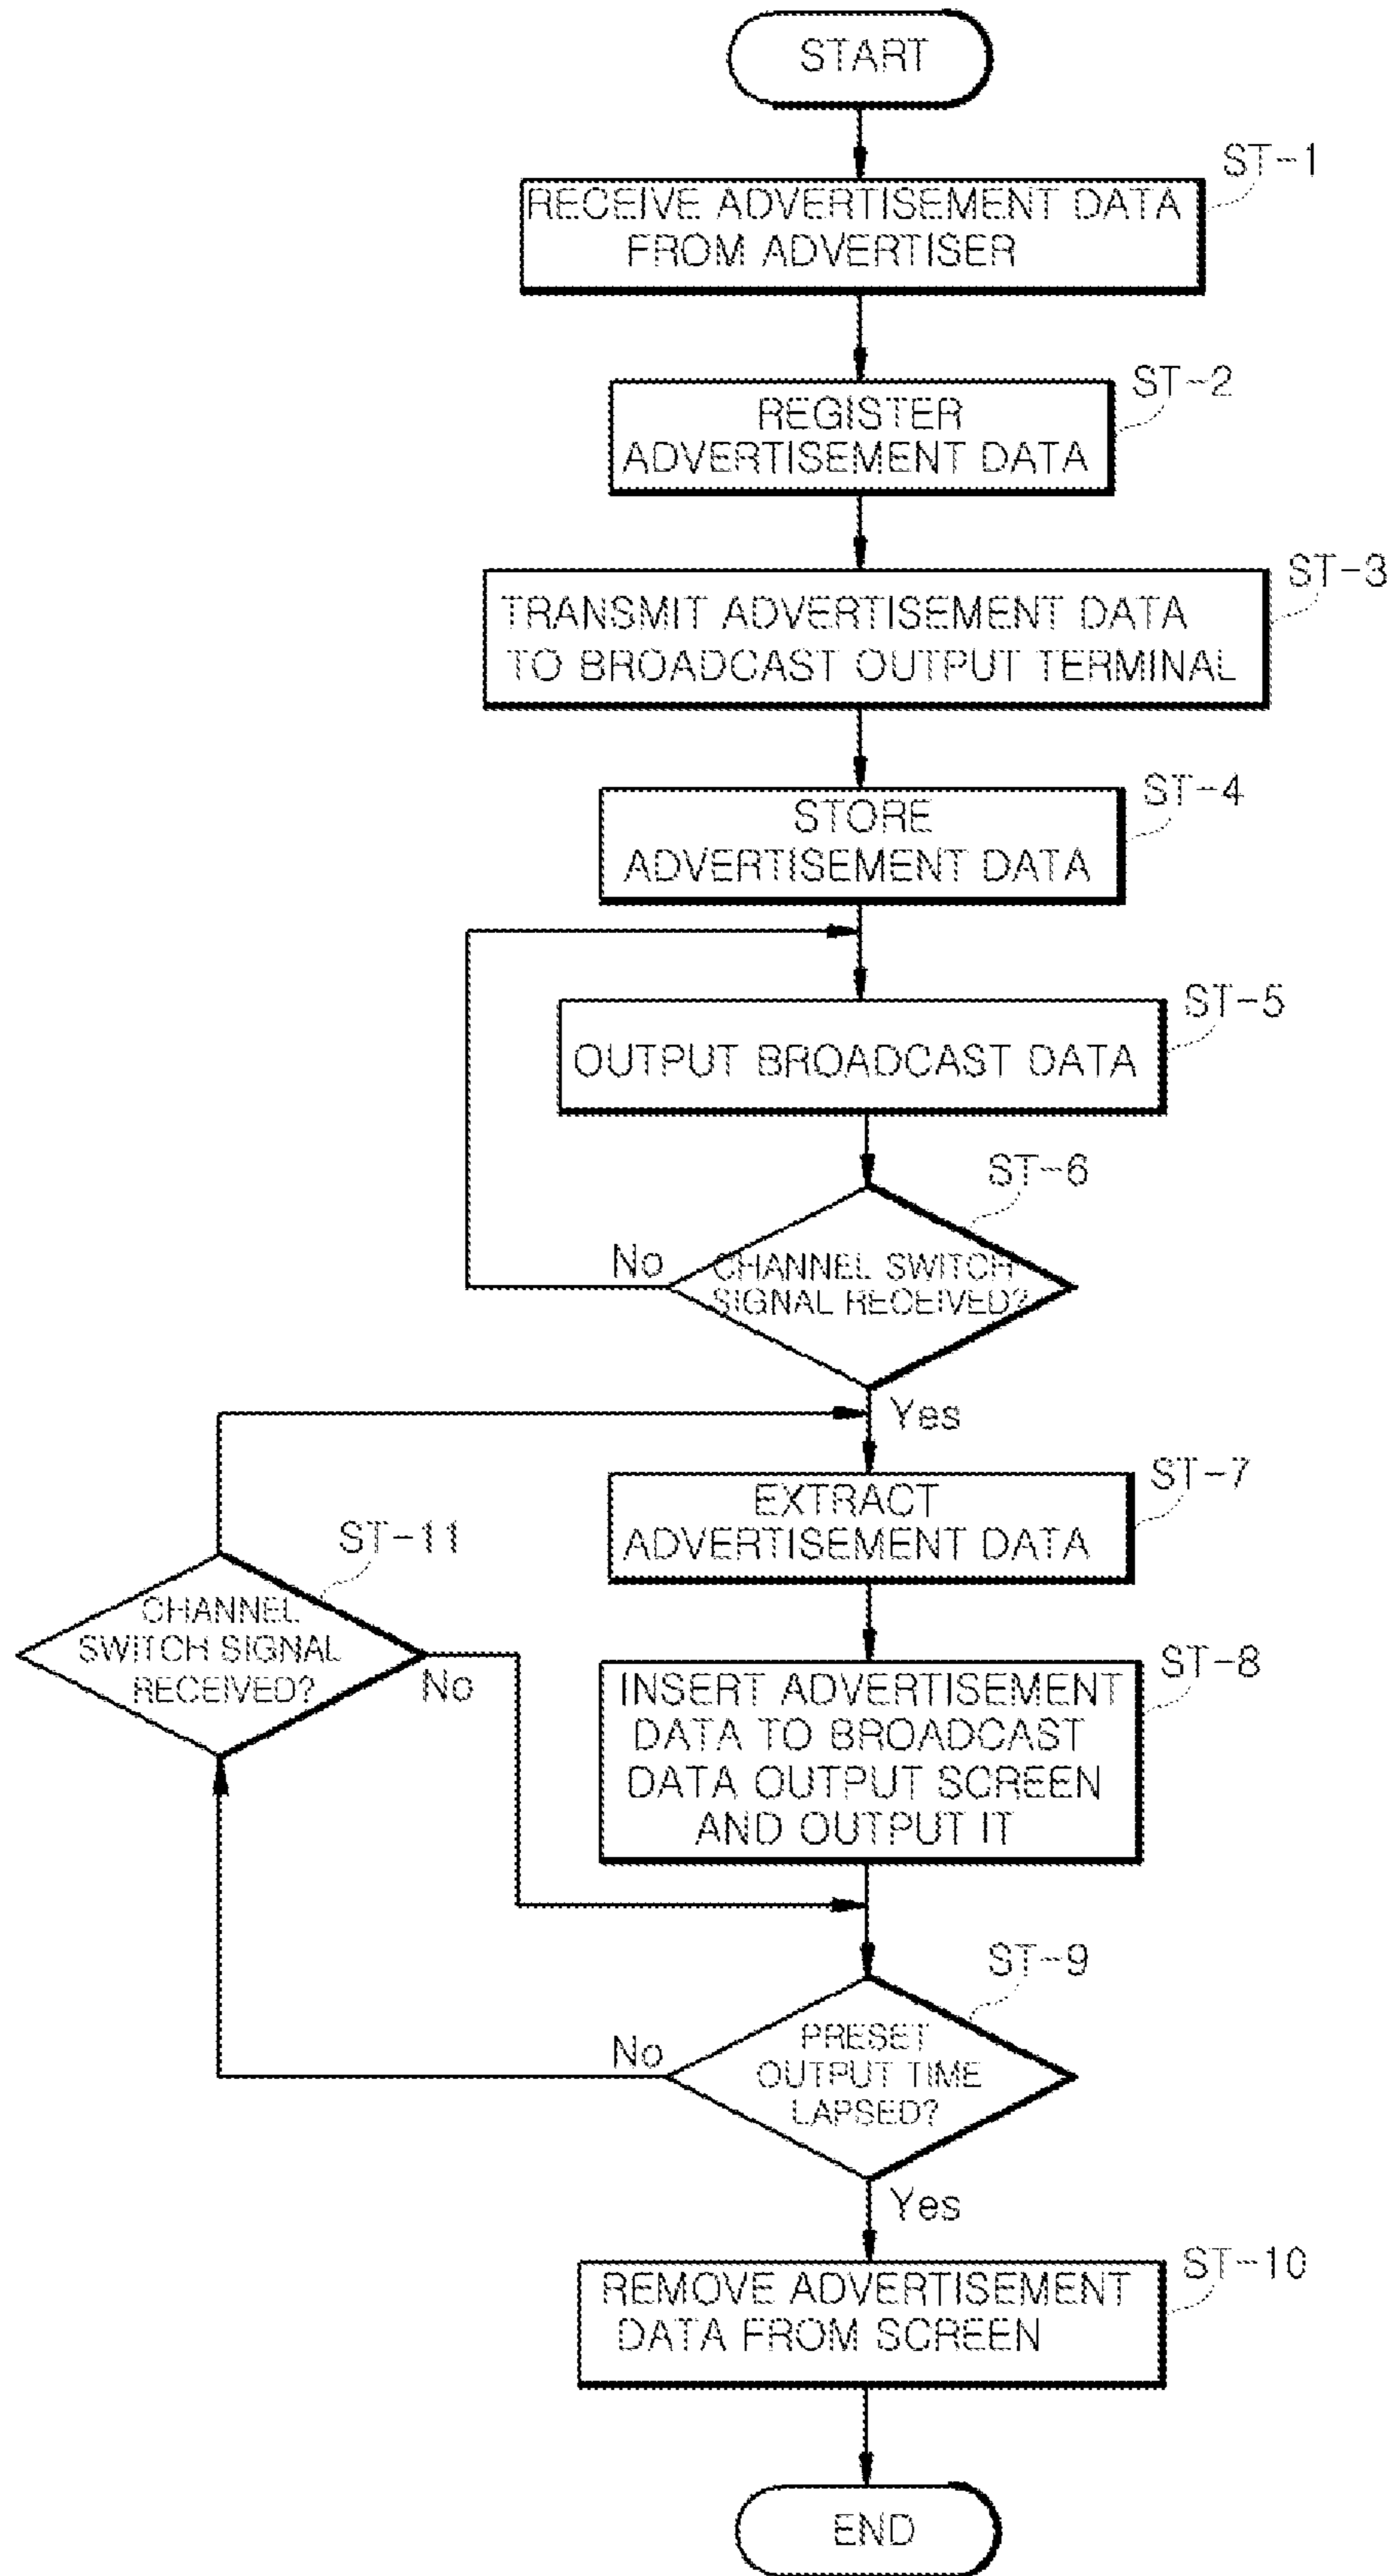 START
ST-1
RECEIVE ADVERTISEMENT DATA
FROM ADVERTISER
ST-2
REGISTER
ADVERTISEMENT DATA
ST-3
TRANSMIT ADVERTISEMENT DATA
TO BROADCAST OUTPUT TERMINAL
ST-4
STORE
ADVERTISEMENT DATA
ST-5
OUTPUT BROADCAST DATA
ST-6
No
CHANNEL SWITCH
SIGNAL RECEIVED?
Yes
ST-7
EXTRACT
ADVERTISEMENT DATA
ST-11
CHANNEL
SWITCH SIGNAL
RECEIVED?
No
ST-8
INSERT ADVERTISEMENT
DATA TO BROADCAST
DATA OUTPUT SCREEN
AND OUTPUT IT
ST-9
No
PRESET
OUTPUT TIME
LAPSED?
Yes
ST-10
REMOVE ADVERTISEMENT
DATA FROM SCREEN
END